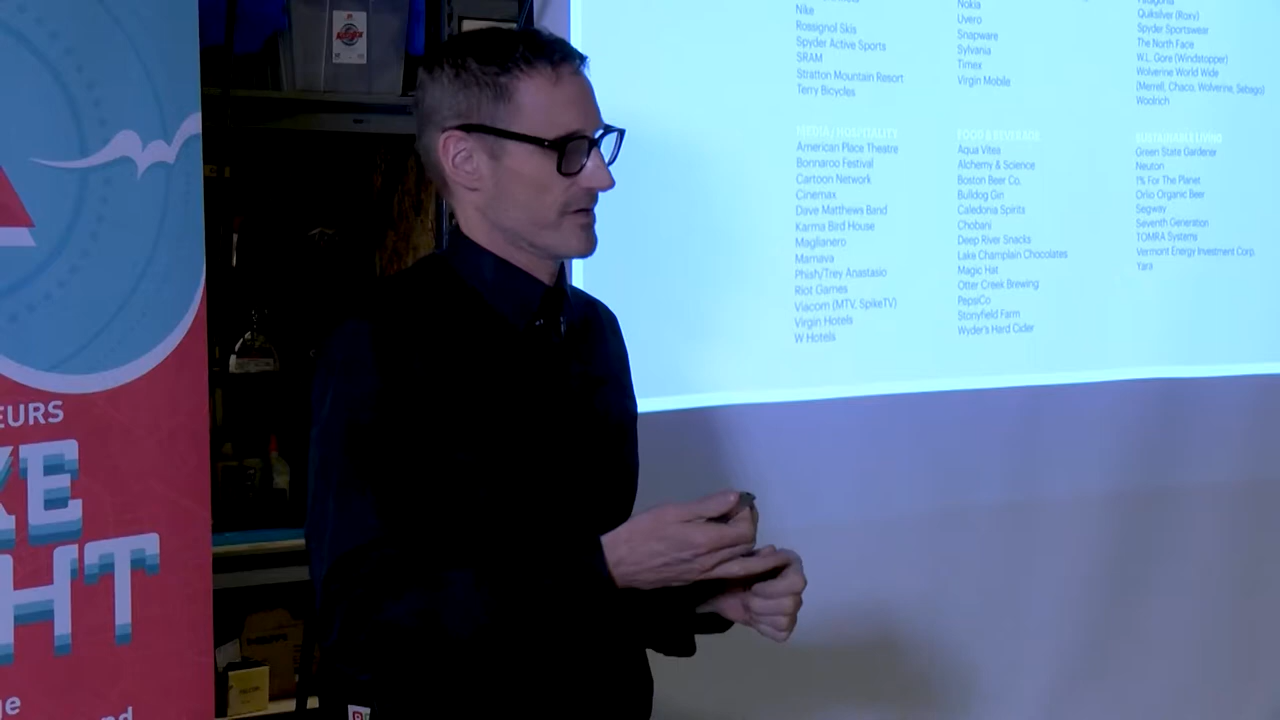 EURS
KE
HT
Nike
Rossignol Skis
Spyder Active Sports
SRAM
Stratton Mountain Resort
Terry Bicycles
MEDIA / HOSPITALITY
American Place Theatre
Bonnaroo Festival
Cartoon Network
Cinemax
Dave Matthews Band
Karma Bird House
Maglianero
Mamava
Phish/Trey Anastasio
Riot Games
Viacom (MTV, SpikeTV)
Virgin Hotels
W Hotels
Nokia
Uvero
Snapware
Sylvania
Timex
Virgin Mobile
FOOD & BEVERAGE
Aqua Vitea
Alchemy & Science
Boston Beer Co.
Bulldog Gin
Caledonia Spirits
Chobani
Deep River Snacks
Lake Champlain Chocolates
Magic Hat
Otter Creek Brewing
PepsiCo
Stonyfield Farm
Wyder's Hard Cider
Patagonia
Quiksilver (Roxy)
Spyder Sportswear
The North Face
W.L. Gore (Windstopper)
Wolverine World Wide
(Merrell, Chaco, Wolverine, Sebago)
Woolrich
SUSTAINABLE LIVING
Green State Gardener
Neuton
1% For The Planet
Orlio Organic Beer
Segway
Seventh Generation
TOMRA Systems
Vermont Energy Investment Corp.
Yara